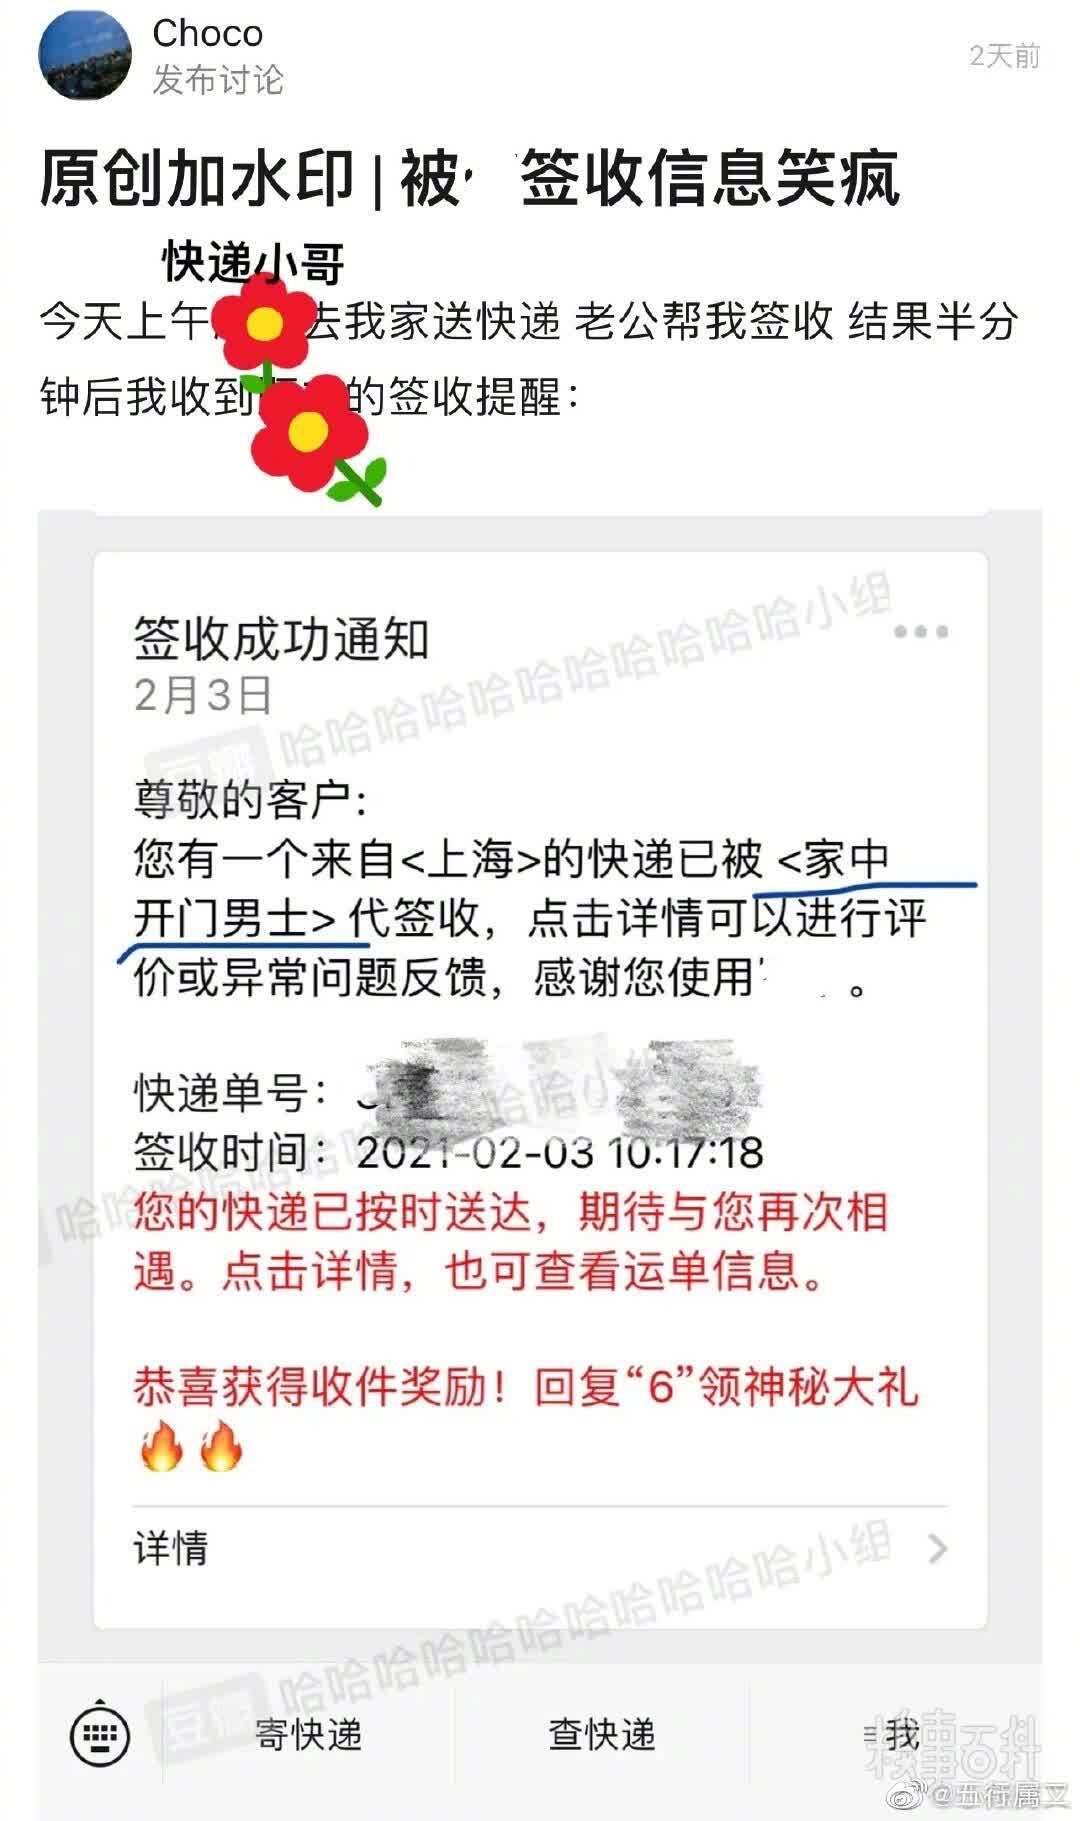 Choco
发布讨论
2天前
原创加水印|被 签收信息笑疯
快递小哥
今天上午 去我家送快递 老公帮我签收 结果半分
钟后我收到 的签收提醒：
签收成功通知
2月3日
豆瓣 哈哈哈哈哈哈哈哈哈哈哈小组
尊敬的客户：
您有一个来自<上海>的快递已被 <家中
开门男士> 代签收，点击详情可以进行评
价或异常问题反馈，感谢您使用 。
快递单号：
签收时间： 2021-02-03 10:17:18
您的快递已按时送达，期待与您再次相
遇。点击详情，也可查看运单信息。
恭喜获得收件奖励！回复“6”领神秘大礼
详情
豆瓣 哈哈哈哈哈哈哈哈哈哈哈小组
寄快递
查快递
我
@五行属叉